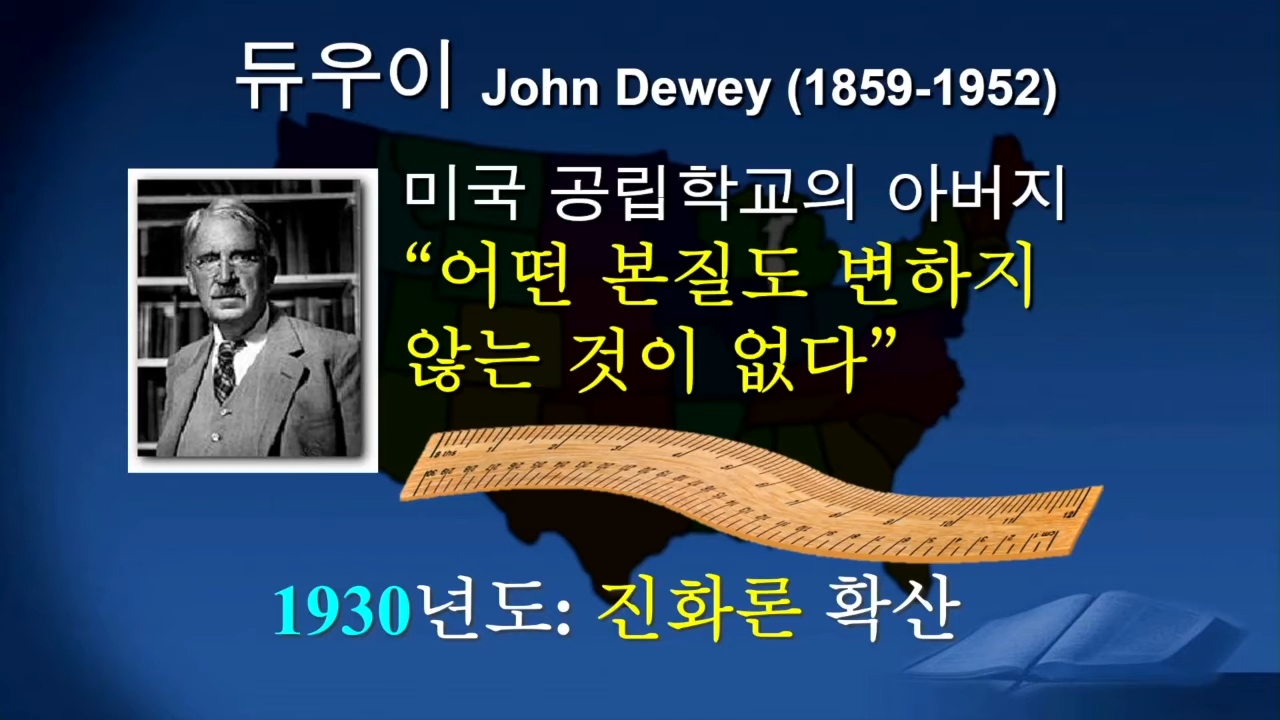 듀우이 John Dewey (1859-1952)
미국 공립학교의 아버지
“어떤 본질도 변하지
않는 것이 없다”
1930년도: 진화론 확산